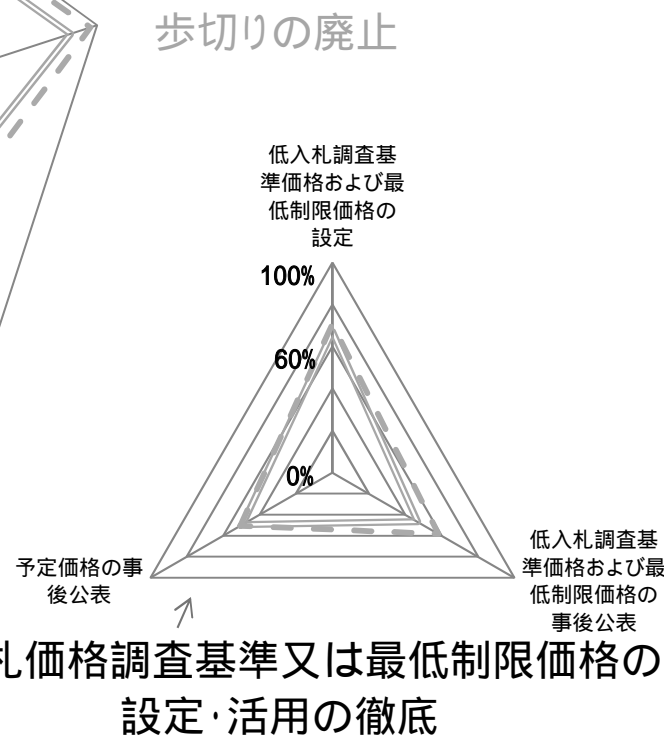 歩切りの廃止
低入札調査基
準価格および最
低制限価格の
設定
100%
60%
0%
予定価格の事
後公表
低入札調査基
準価格および最
低制限価格の
事後公表
札価格調査基準又は最低制限価格の
設定･活用の徹底